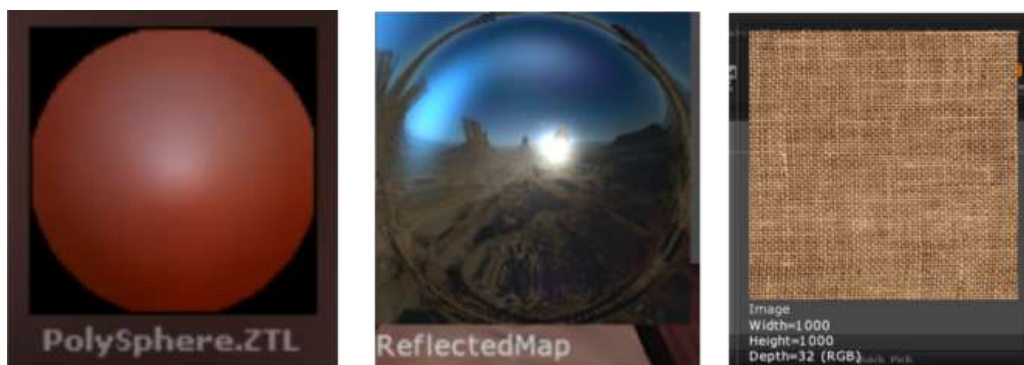 PolySphere.ZTL
ReflectedMap
Image
Width=1000
Height=1000
Depth=32 (RGB)